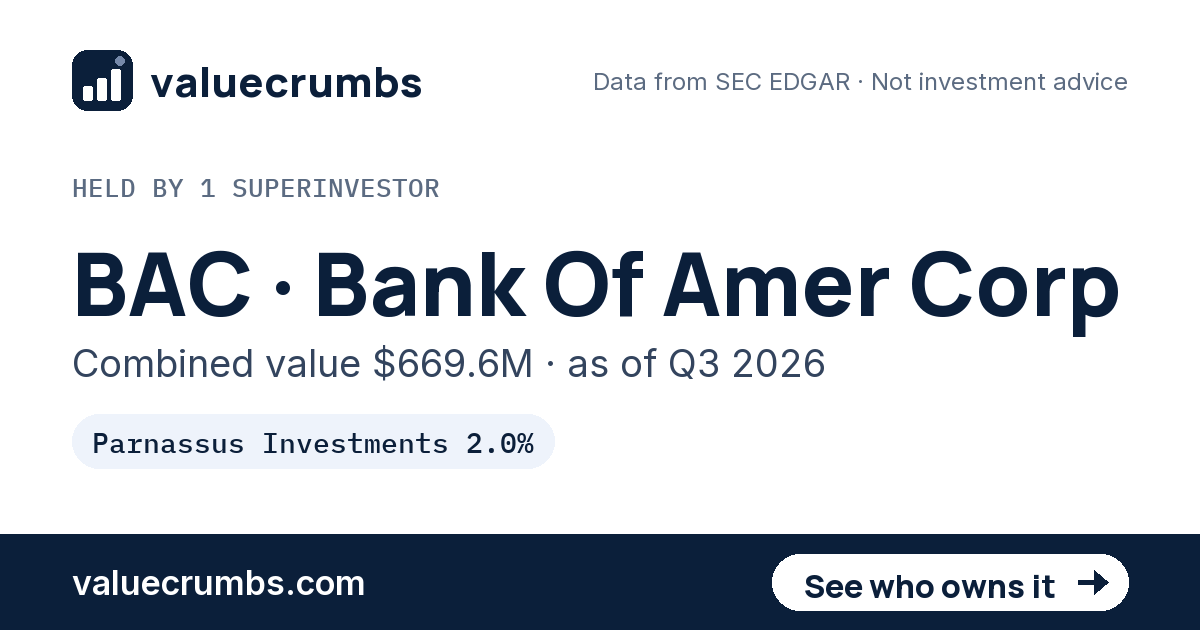 valuecrumbs
Data from SEC EDGAR · Not investment advice
HELD BY 1 SUPERINVESTOR
BAC · Bank Of Amer Corp
Combined value $669.6M · as of Q3 2026
Parnassus Investments 2.0%
valuecrumbs.com
See who owns it →